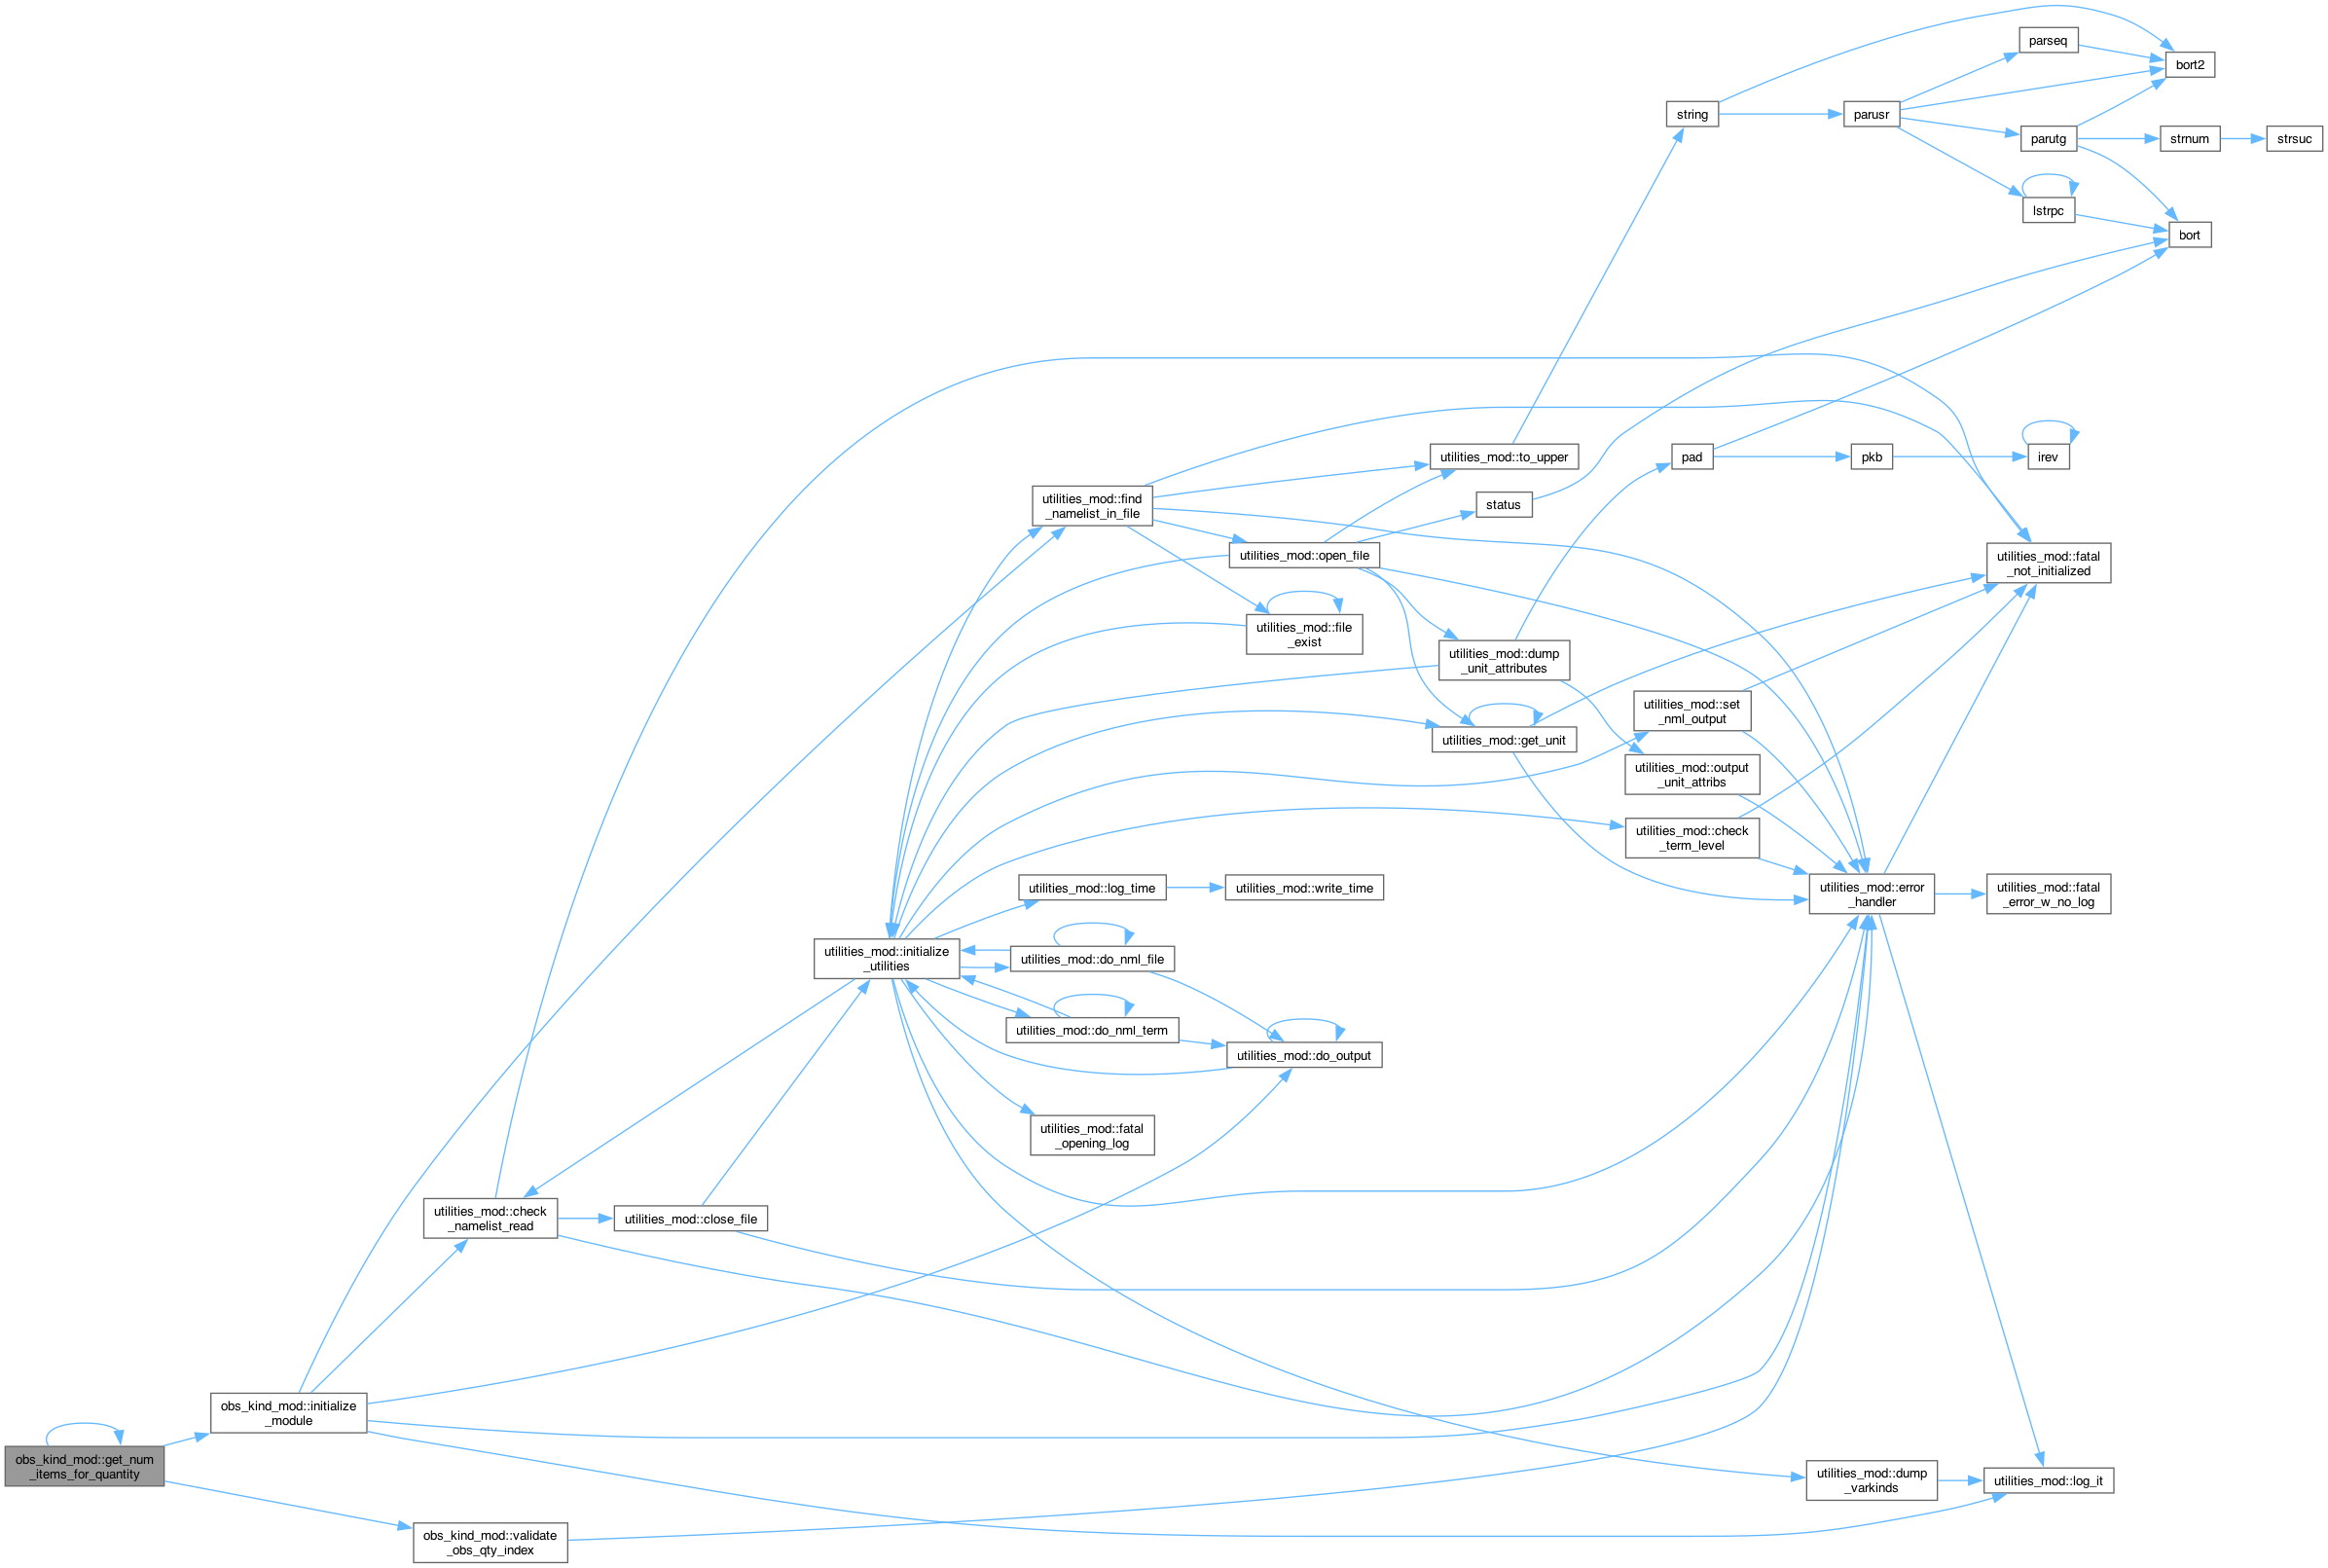 parseq
bort2
string
parusr
parutg
strnum
strsuc
lstrpc
bort
utilities_mod::to_upper
pad
pkb
irev
utilities_mod::find
_namelist_in_file
status
utilities_mod::open_file
utilities_mod::fatal
_not_initialized
utilities_mod::file
_exist
utilities_mod::dump
_unit_attributes
utilities_mod::set
_nml_output
utilities_mod::get_unit
utilities_mod::output
_unit_attribs
utilities_mod::check
_term_level
utilities_mod::log_time
utilities_mod::write_time
utilities_mod::error
_handler
utilities_mod::fatal
_error_w_no_log
utilities_mod::initialize
_utilities
utilities_mod::do_nml_file
utilities_mod::do_nml_term
utilities_mod::do_output
utilities_mod::fatal
_opening_log
utilities_mod::check
_namelist_read
utilities_mod::close_file
obs_kind_mod::initialize
_module
obs_kind_mod::get_num
_items_for_quantity
utilities_mod::dump
_varkinds
utilities_mod::log_it
obs_kind_mod::validate
_obs_qty_index